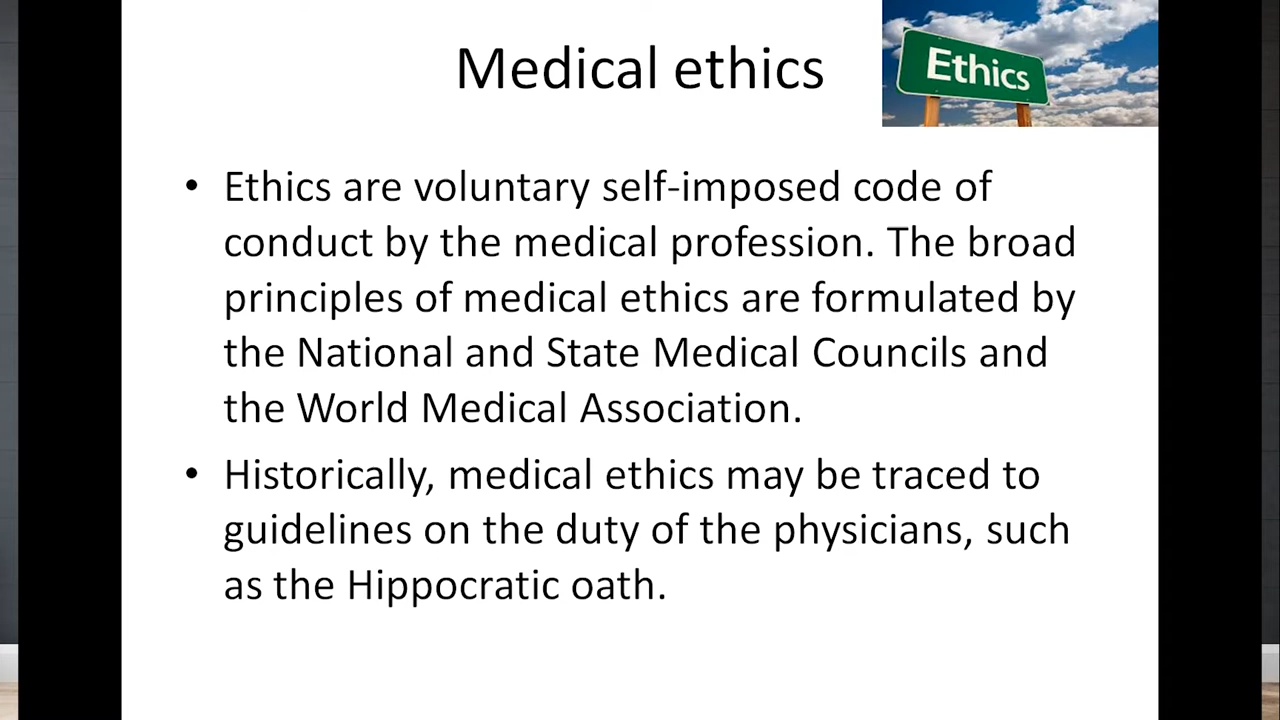 Medical ethics
Ethics
• Ethics are voluntary self-imposed code of
conduct by the medical profession. The broad
principles of medical ethics are formulated by
the National and State Medical Councils and
the World Medical Association.
• Historically, medical ethics may be traced to
guidelines on the duty of the physicians, such
as the Hippocratic oath.